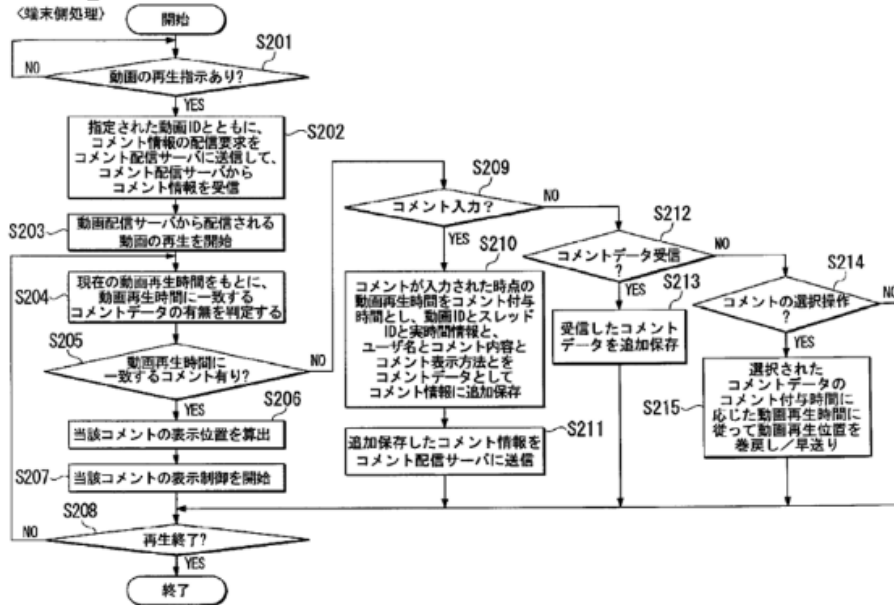 〈端末側処理〉
開始
S201
動画の再生指示あり?
NO
YES
指定された動画IDとともに、
コメント情報の配信要求を
コメント配信サーバに送信して、
コメント配信サーバから
コメント情報を受信
S202
S203
動画配信サーバから配信される
動画の再生を開始
S204
現在の動画再生時間をもとに、
動画再生時間に一致する
コメントデータの有無を判定する
S205
動画再生時間に
一致するコメント有り?
NO
YES
S206
当該コメントの表示位置を算出
S207
当該コメントの表示制御を開始
S208
再生終了?
NO
YES
終了
S209
コメント入力?
NO
YES
S210
コメントが入力された時点の
動画再生時間をコメント付与
時間とし、動画IDとスレッド
IDと実時間情報と、
ユーザ名とコメント内容と
コメント表示方法とを
コメントデータとして
コメント情報に追加保存
S211
追加保存したコメント情報を
コメント配信サーバに送信
S212
コメントデータ受信
?
NO
YES
S213
受信したコメント
データを追加保存
S214
コメントの選択操作
?
NO
YES
S215
選択された
コメントデータの
コメント付与時間に
応じた動画再生時間に
従って動画再生位置を
巻戻し/早送り